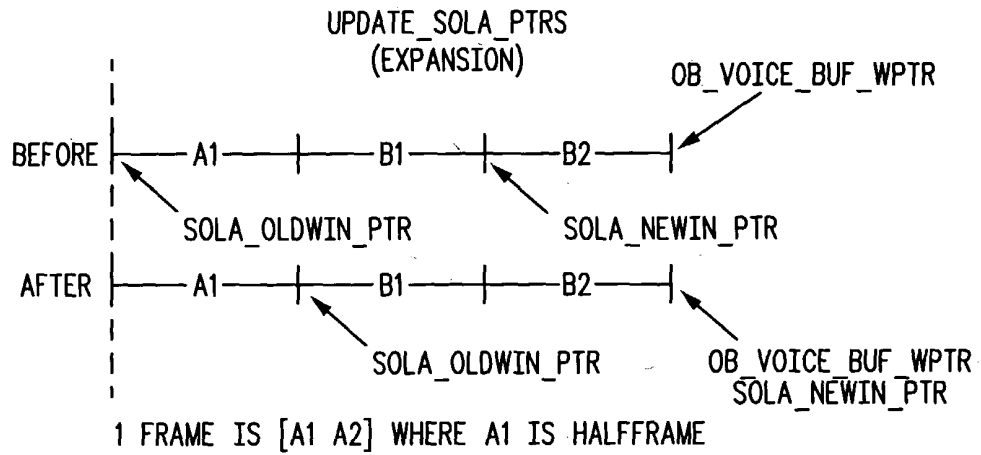 UPDATE_SOLA_PTRS
(EXPANSION)
OB_VOICE_BUF_WPTR
BEFORE A1 B1 B2
SOLA_OLDWIN_PTR SOLA_NEWIN_PTR
AFTER A1 B1 B2
SOLA_OLDWIN_PTR OB_VOICE_BUF_WPTR
SOLA_NEWIN_PTR
1 FRAME IS [A1 A2] WHERE A1 IS HALFFRAME